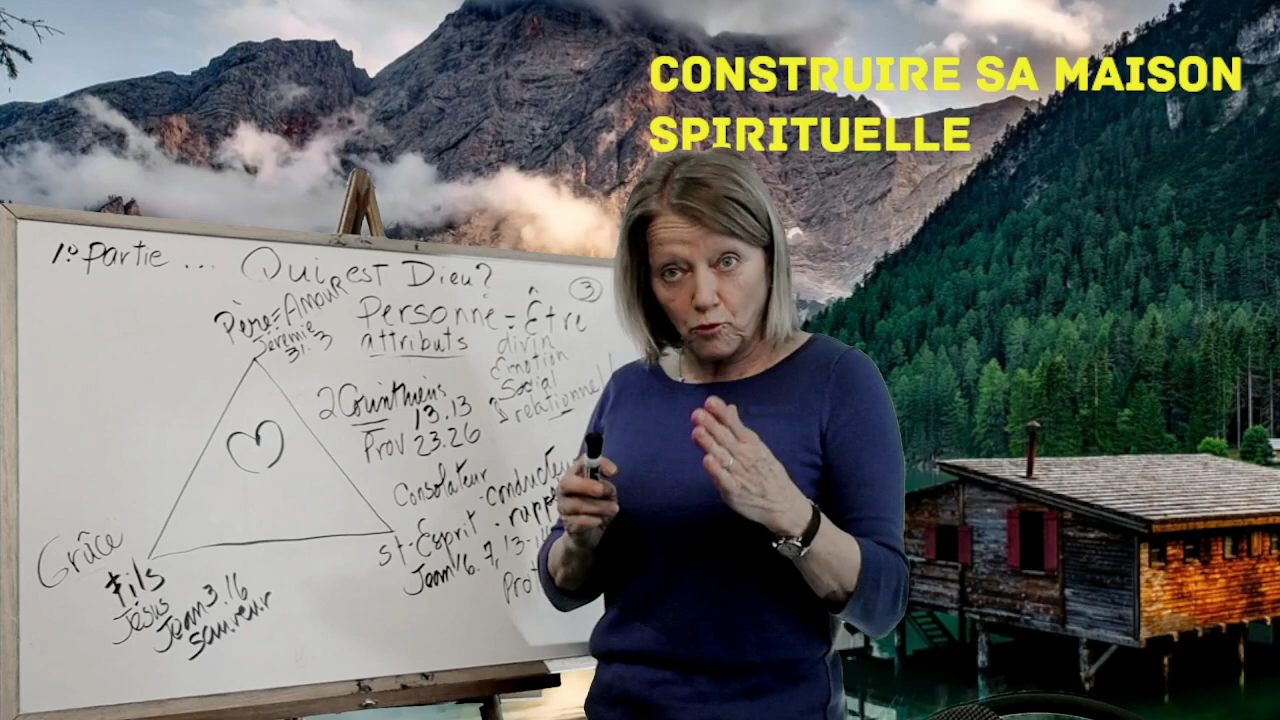 CONSTRUIRE SA MAISON
SPIRITUELLE
1º Partie ... Qui est Dieu?
3
Père = Amour
Jérémie
31.3
Personne = Être
attributs
divin
Émotion
Social
& relationnel
2 Corinthiens
13.13
Prov 23.26
Consolateur
St-Esprit
Jean 16.7, 13-
Grâce
Fils
Jésus
Jean 3.16
Sauveur